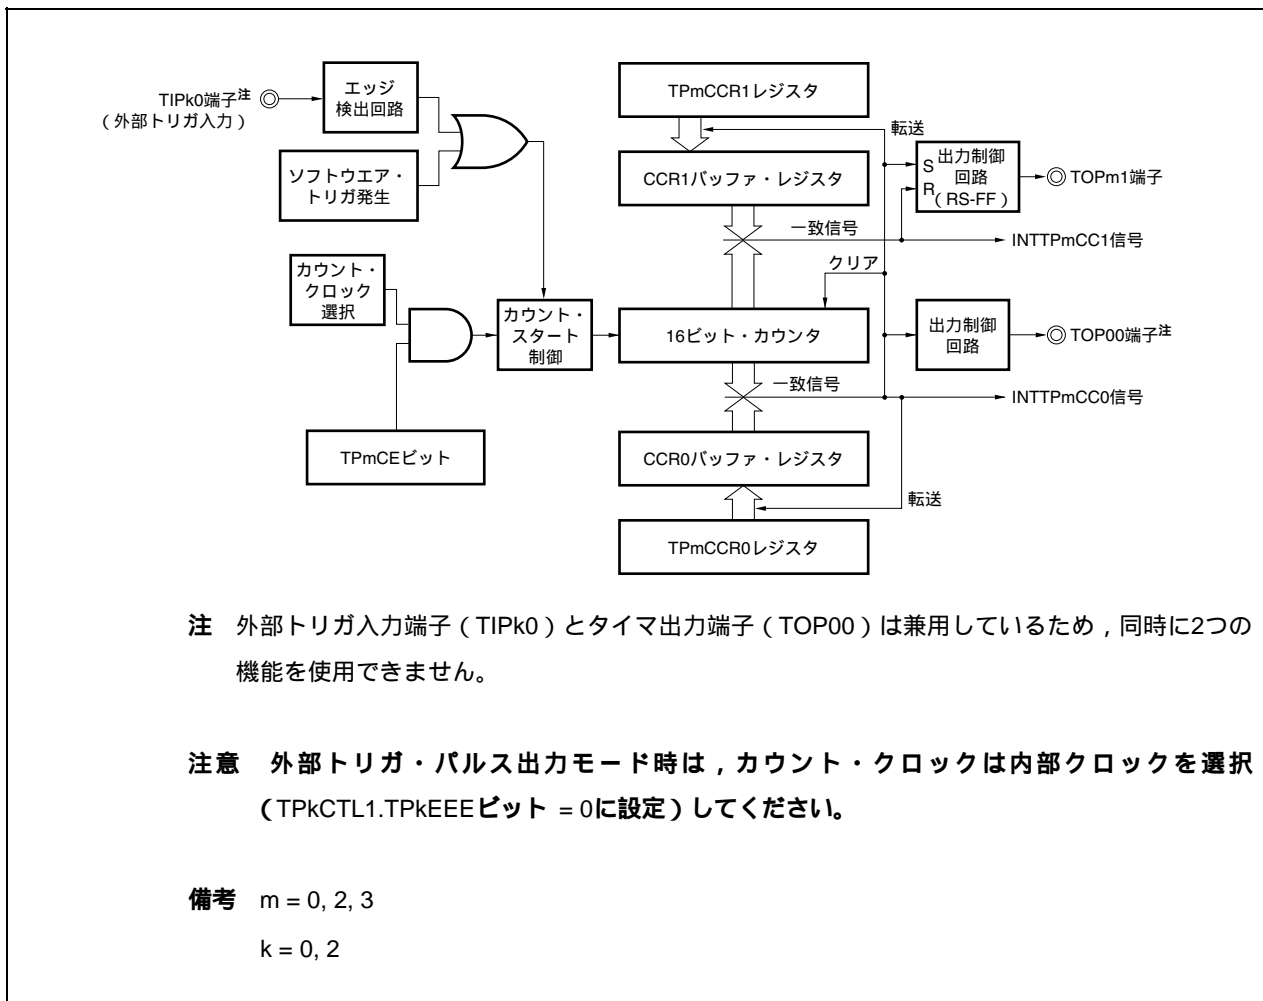 TIPk0端子注
（外部トリガ入力）
エッジ
検出回路
ソフトウエア・
トリガ発生
カウント・
クロック
選択
TPmCEビット
カウント・
スタート
制御
TPmCCR1レジスタ
転送
CCR1バッファ・レジスタ
一致信号
クリア
16ビット・カウンタ
一致信号
CCR0バッファ・レジスタ
転送
TPmCCR0レジスタ
S 出力制御
回路
R（RS-FF）
TOPm1端子
INTTPmCC1信号
出力制御
回路
TOP00端子注
INTTPmCC0信号
注 外部トリガ入力端子（TIPk0）とタイマ出力端子（TOP00）は兼用しているため，同時に2つの
機能を使用できません。
注意 外部トリガ・パルス出力モード時は，カウント・クロックは内部クロックを選択
（TPkCTL1.TPkEEEビット = 0に設定）してください。
備考 m = 0, 2, 3
k = 0, 2